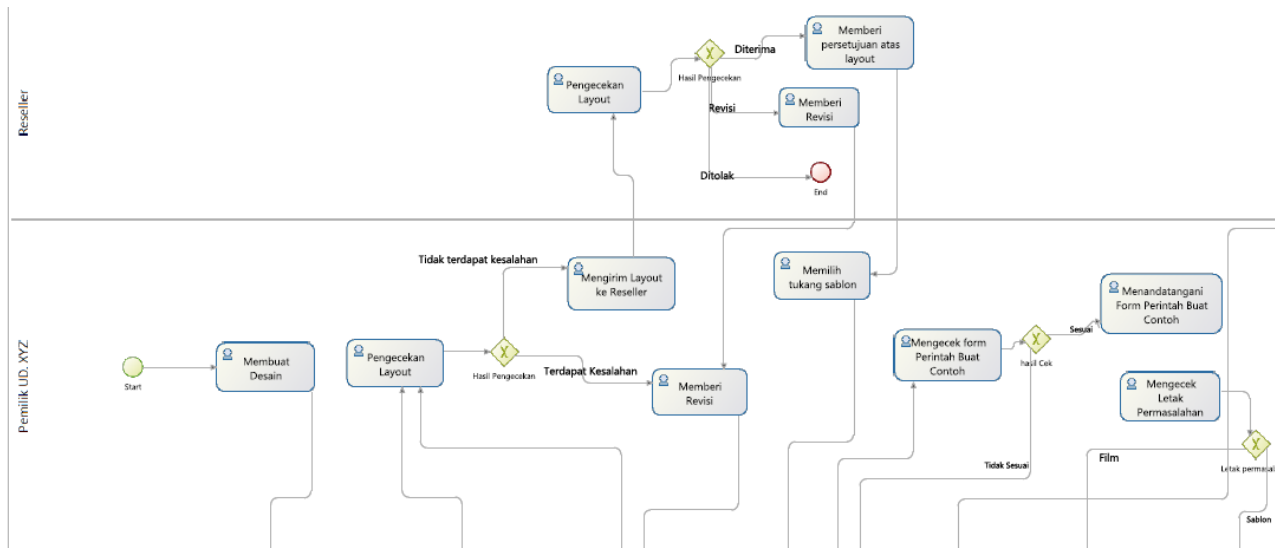 Reseller
Memberi
persetujuan atas
layout
Diterima
Hasil Pengecekan
Pengecekan
Layout
Revisi
Memberi
Revisi
Ditolak
End
Pemilik UD. XYZ
Tidak terdapat kesalahan
Mengirim Layout
ke Reseller
Memilih
tukang sablon
Menandatangani
Form Perintah Buat
Contoh
Sesuai
Mengecek form
Perintah Buat
Contoh
hasil Cek
Start
Membuat
Desain
Pengecekan
Layout
Hasil Pengecekan
Terdapat Kesalahan
Memberi
Revisi
Mengecek
Letak
Permasalahan
Tidak Sesuai
Film
Letak permasal
Sablon